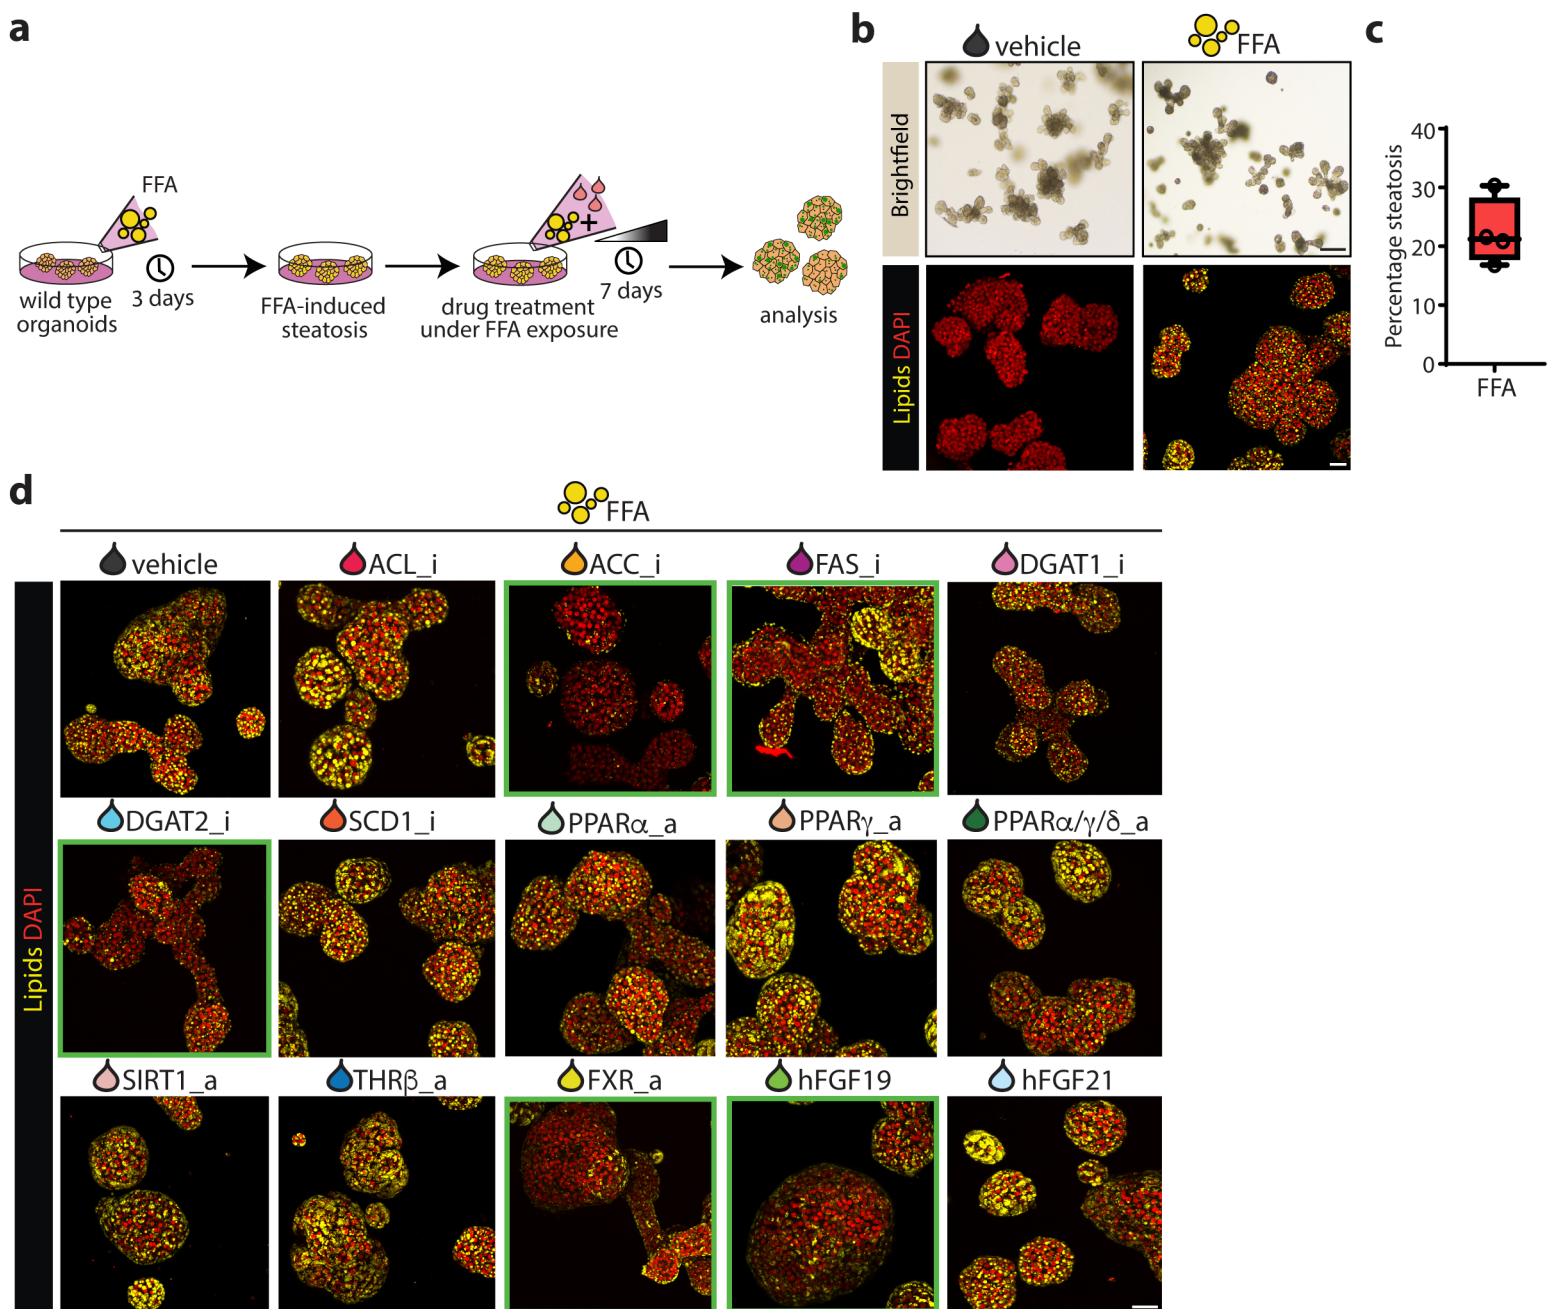 a
FFA
+
wild type
organoids
3 days
FFA-induced
steatosis
drug treatment
under FFA exposure
7 days
analysis
b
vehicle
FFA
Brightfield
Lipids DAPI
c
Percentage steatosis
40
30
20
10
0
FFA
d
FFA
vehicle
ACL_i
ACC_i
FAS_i
DGAT1_i
DGAT2_i
SCD1_i
PPARα_a
PPARγ_a
PPARα/γ/δ_a
SIRT1_a
THRβ_a
FXR_a
hFGF19
hFGF21
Lipids DAPI